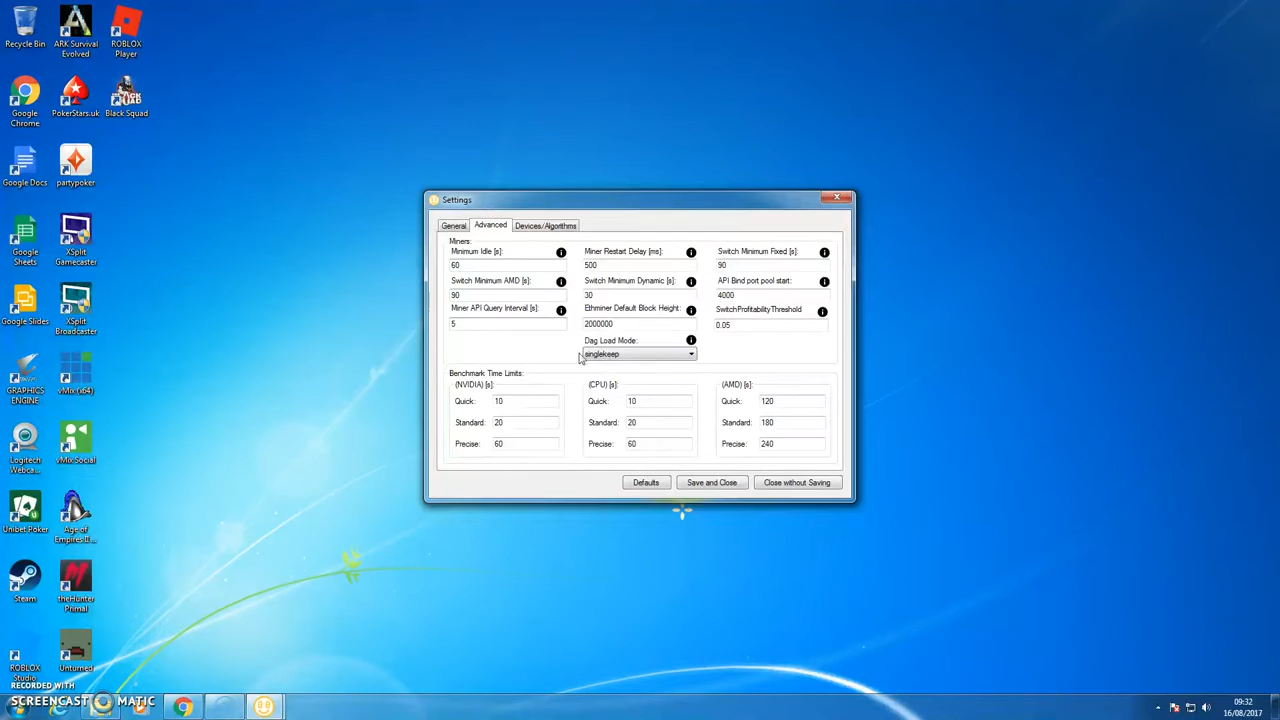 Recycle Bin
ARK Survival
Evolved
ROBLOX
Player
Google
Chrome
PokerStars.uk
Black Squad
Google Docs
partypoker
Google
Sheets
XSplit
Gamecaster
Google Slides
XSplit
Broadcaster
GRAPHICS
ENGINE
vMix (x64)
Logitech
Webca...
vMixSocial
Unibet Poker
Age of
Empires II...
Steam
theHunter
Primal
ROBLOX
Studio
Unturned
Settings
General
Advanced
Devices/Algorithms
Miners:
Minimum Idle [s]:
Miner Restart Delay [ms]:
Switch Minimum Fixed [s]:
60
500
90
Switch Minimum AMD [s]:
Switch Minimum Dynamic [s]:
API Bind port pool start:
90
30
4000
Miner API Query Interval [s]:
Ethminer Default Block Height:
SwitchProfitabilityThreshold
5
2000000
0.05
Dag Load Mode:
singlekeep
Benchmark Time Limits:
(NVIDIA) [s]:
(CPU) [s]:
(AMD) [s]:
Quick: 10
Quick: 10
Quick: 120
Standard: 20
Standard: 20
Standard: 180
Precise: 60
Precise: 60
Precise: 240
Defaults
Save and Close
Close without Saving
RECORDED WITH
SCREENCAST MATIC
09:32
16/08/2017